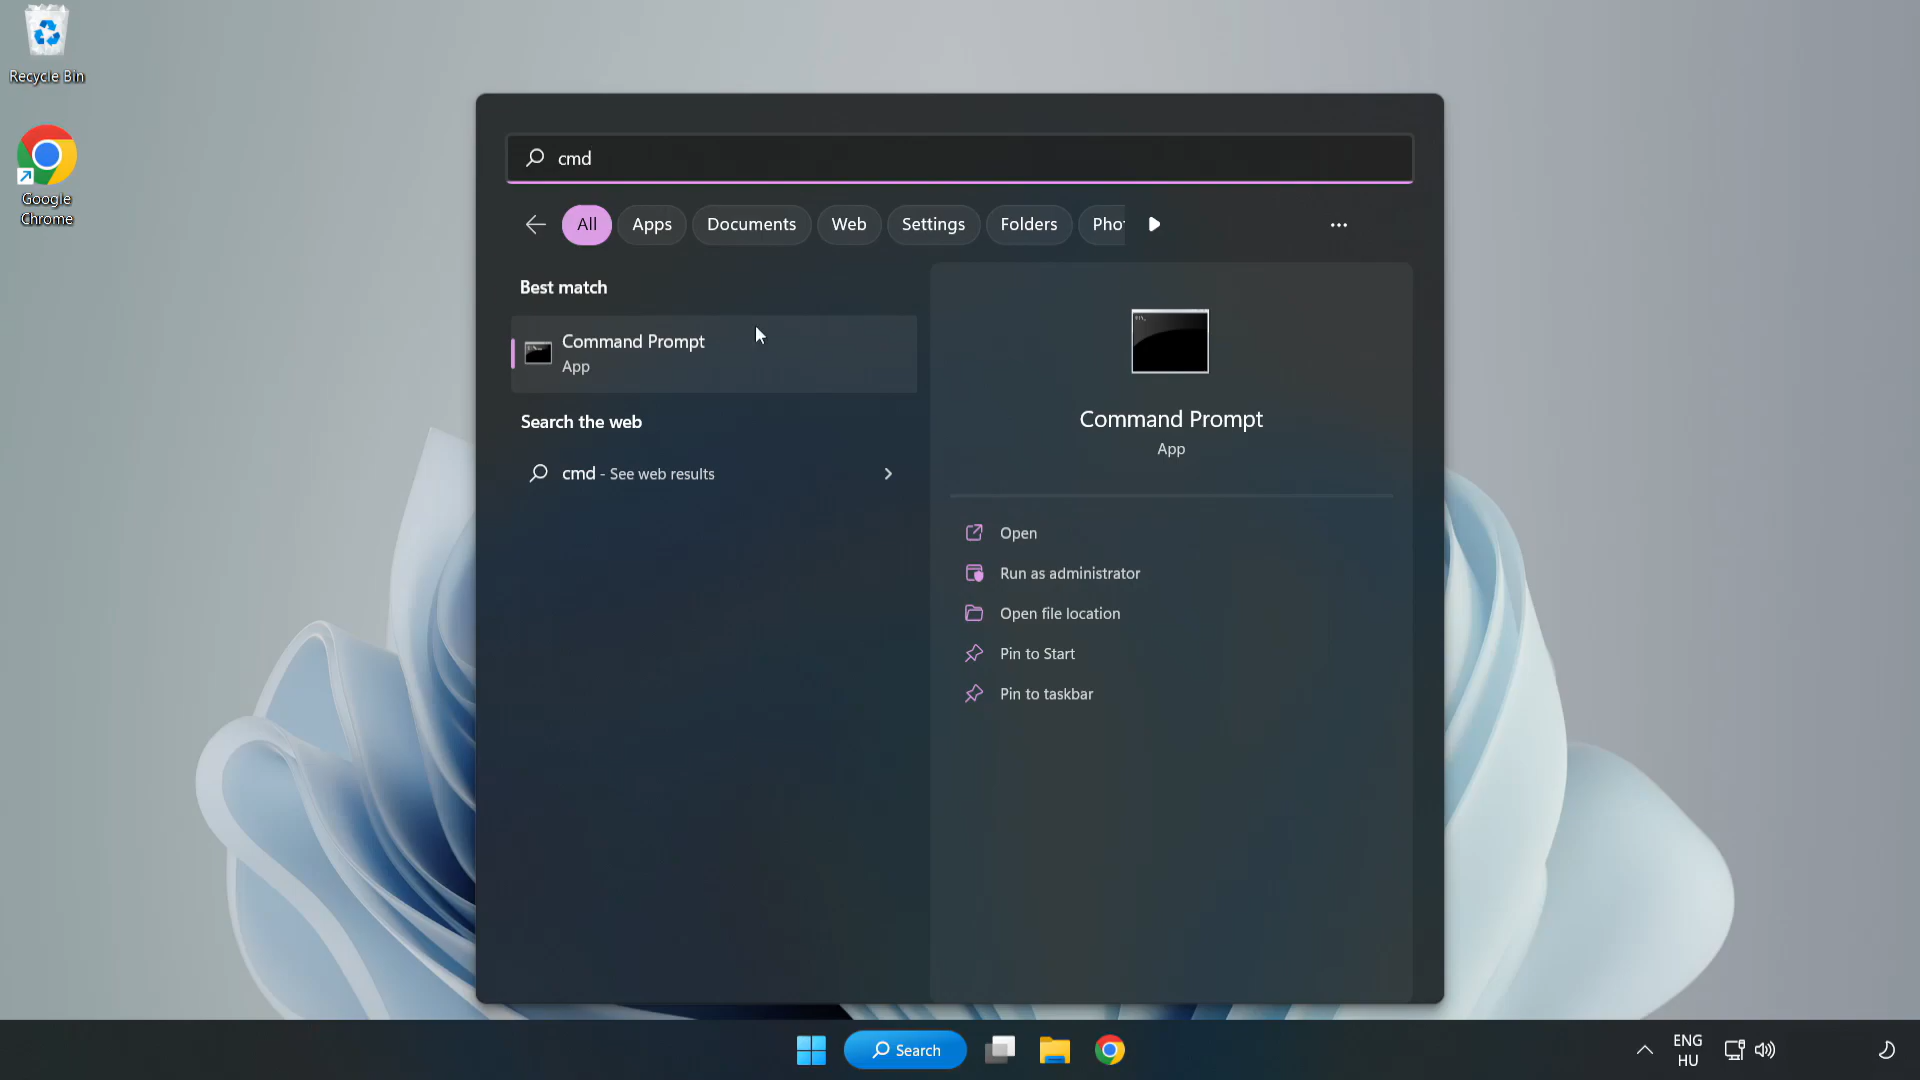 Recycle Bin
Google
Chrome
cmd
All Apps Documents Web Settings Folders Pho
Best match
Command Prompt
App
Search the web
cmd - See web results
Command Prompt
App
Open
Run as administrator
Open file location
Pin to Start
Pin to taskbar
Search
ENG
HU